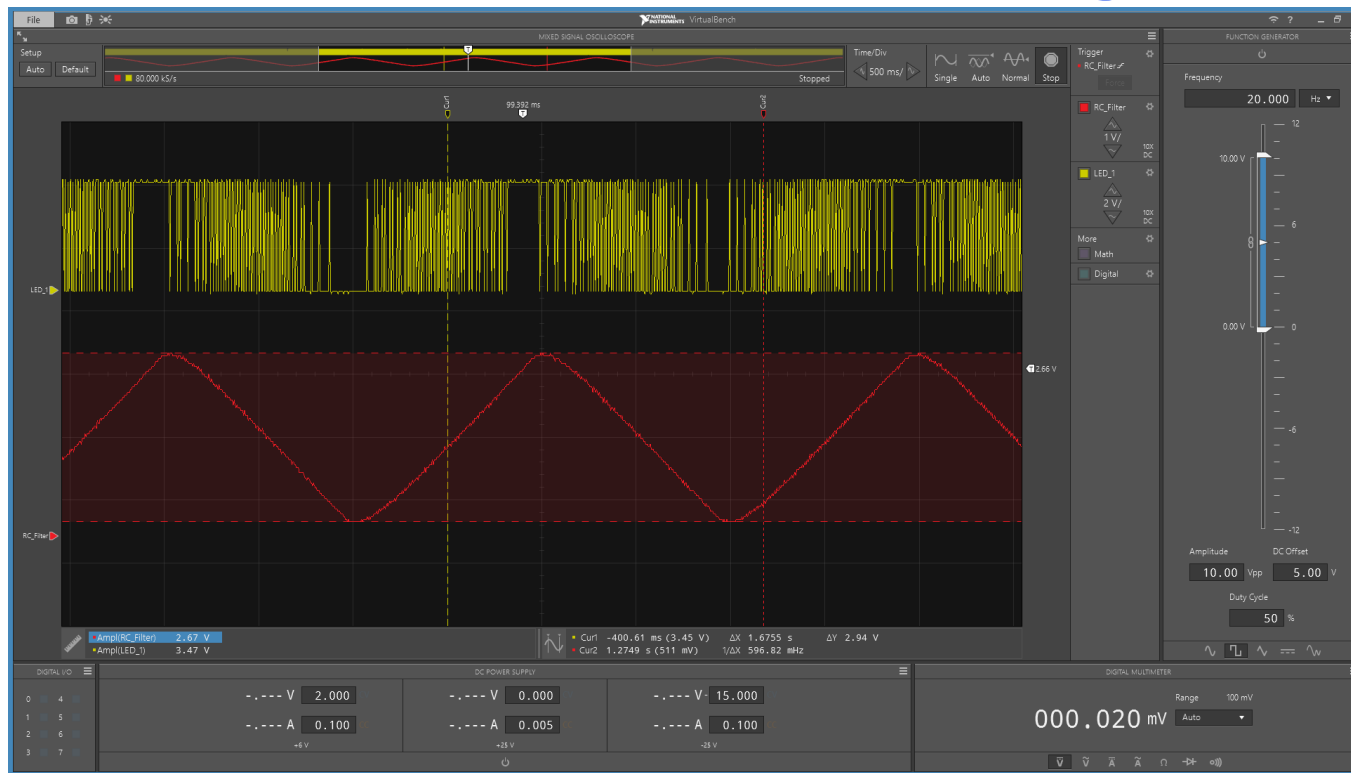 File
NATIONAL INSTRUMENTS VirtualBench
?
MIXED SIGNAL OSCILLOSCOPE
FUNCTION GENERATOR
Setup
Auto Default
T
80.000 kS/s
Stopped
Time/Div
500 ms/
Single Auto Normal Stop
Trigger
RC_Filter
Force
Frequency
20.000 Hz
Cur1
99.392 ms
T
Cur2
RC_Filter
1 V/
10X
DC
LED_1
2 V/
10X
DC
More
Math
Digital
LED_1
T 2.66 V
RC_Filter
12
10.00 V
6
0.00 V
0
-6
-12
Amplitude DC Offset
10.00 Vpp 5.00 V
Duty Cycle
50 %
Ampl(RC_Filter) 2.67 V
Ampl(LED_1) 3.47 V
Cur1 -400.61 ms (3.45 V) ΔX 1.6755 s ΔY 2.94 V
Cur2 1.2749 s (511 mV) 1/ΔX 596.82 mHz
DIGITAL I/O
0 4
1 5
2 6
3 7
DC POWER SUPPLY
-.--- V 2.000
-.--- A 0.100
+6 V
-.--- V 0.000
-.--- A 0.005
+25 V
-.--- V -15.000
-.--- A 0.100
-25 V
DIGITAL MULTIMETER
000.020 mV
Range 100 mV
Auto
V V A A Ω